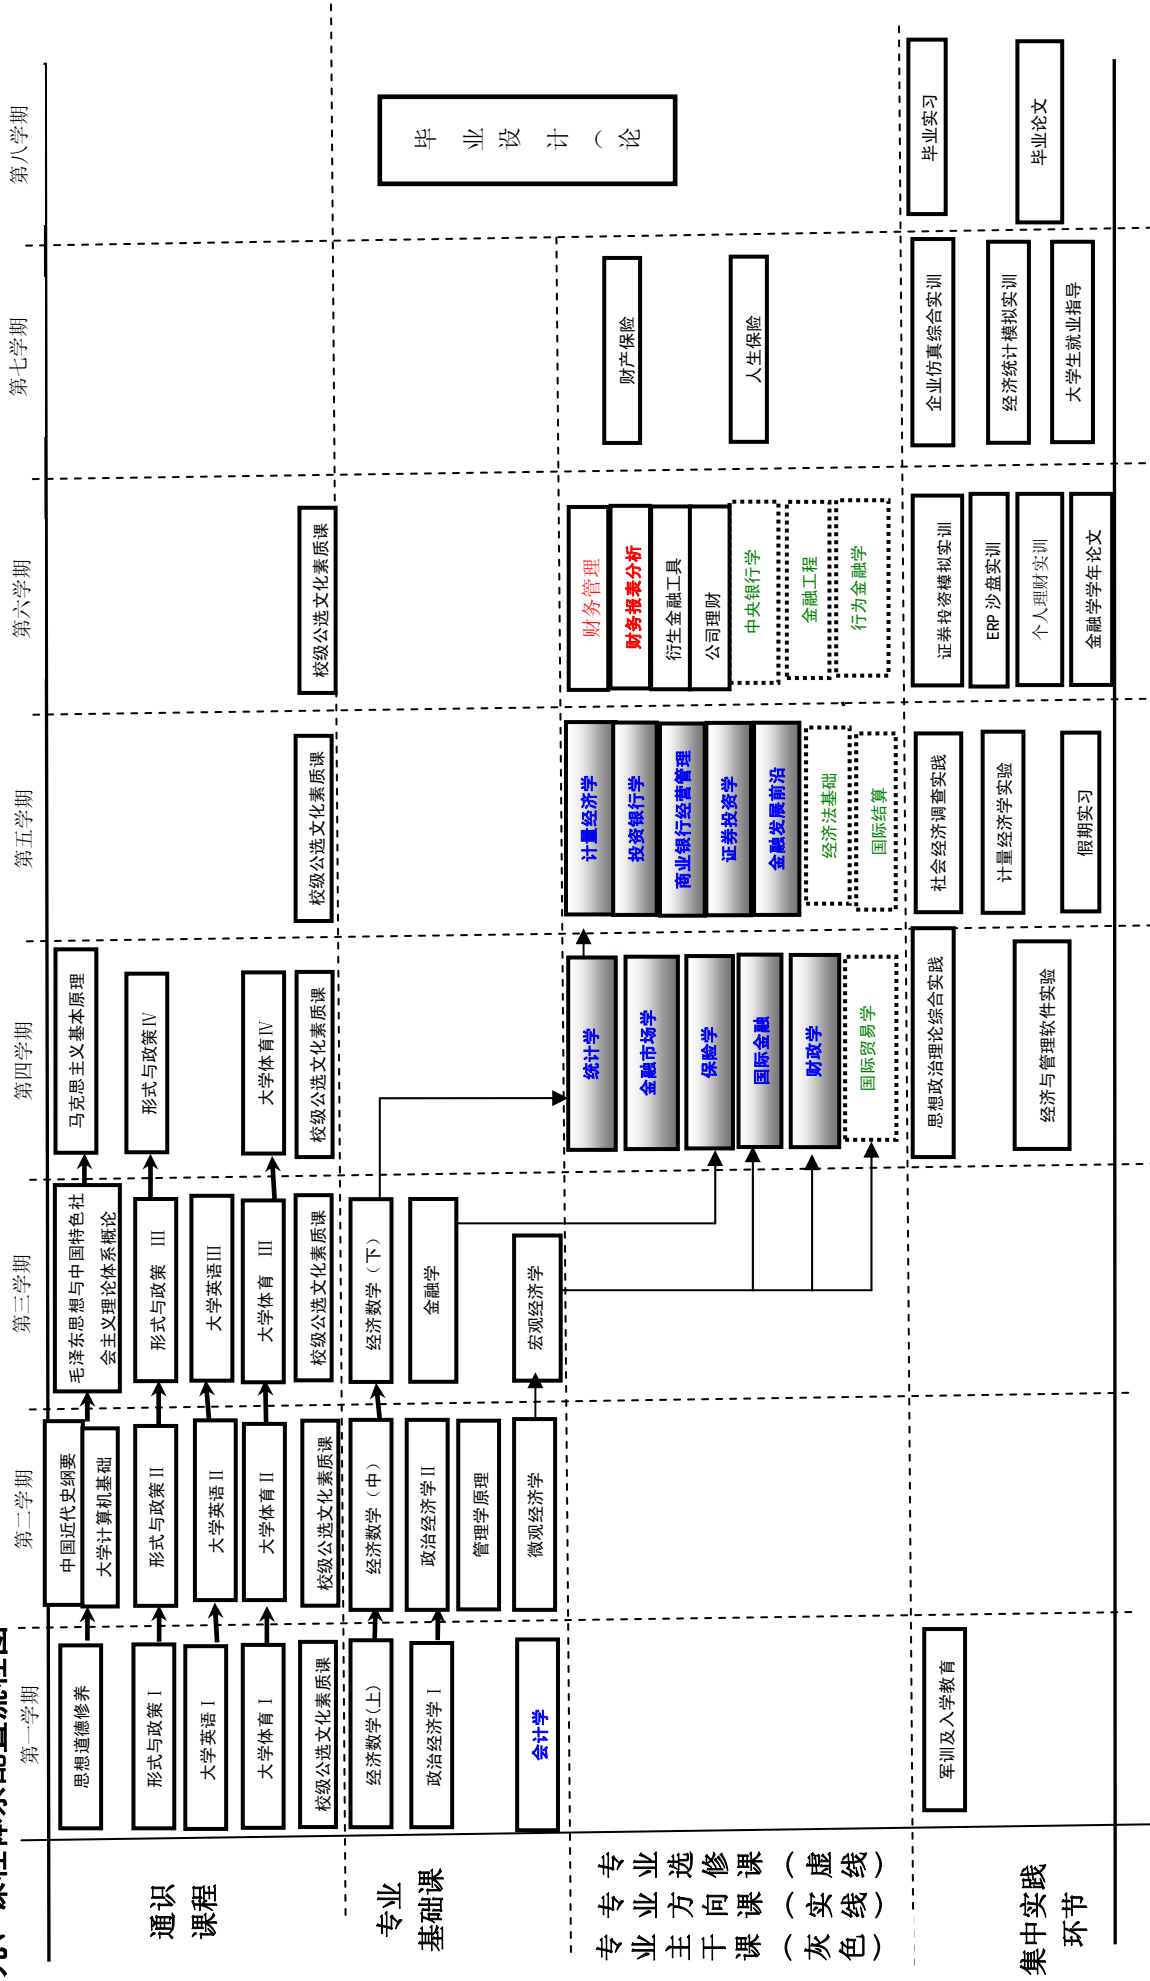 九、课程体系配置流程图
第一学期
第二学期
第三学期
第四学期
第五学期
第六学期
第七学期
第八学期
通识
课程
思想道德修养
中国近代史纲要
大学计算机基础
毛泽东思想与中国特色社
会主义理论体系概论
马克思主义基本原理
形式与政策 I
形式与政策 II
形式与政策 III
形式与政策IV
大学英语 I
大学英语 II
大学英语III
大学体育 I
大学体育 II
大学体育 III
大学体育IV
校级公选文化素质课
校级公选文化素质课
校级公选文化素质课
校级公选文化素质课
校级公选文化素质课
校级公选文化素质课
专业
基础课
经济数学(上)
经济数学（中）
经济数学（下）
政治经济学 I
政治经济学 II
金融学
管理学原理
会计学
微观经济学
宏观经济学
毕 业 设 计 （ 论
专业选修课（虚线）
专业方向课（实线）
专业主干课（灰色）
统计学
金融市场学
保险学
国际金融
财政学
国际贸易学
计量经济学
投资银行学
商业银行经营管理
证券投资学
金融发展前沿
经济法基础
国际结算
财务管理
财务报表分析
衍生金融工具
公司理财
中央银行学
金融工程
行为金融学
财产保险
人生保险
集中实践
环节
军训及入学教育
思想政治理论综合实践
经济与管理软件实验
社会经济调查实践
计量经济学实验
假期实习
证券投资模拟实训
ERP 沙盘实训
个人理财实训
金融学学年论文
企业仿真综合实训
经济统计模拟实训
大学生就业指导
毕业实习
毕业论文